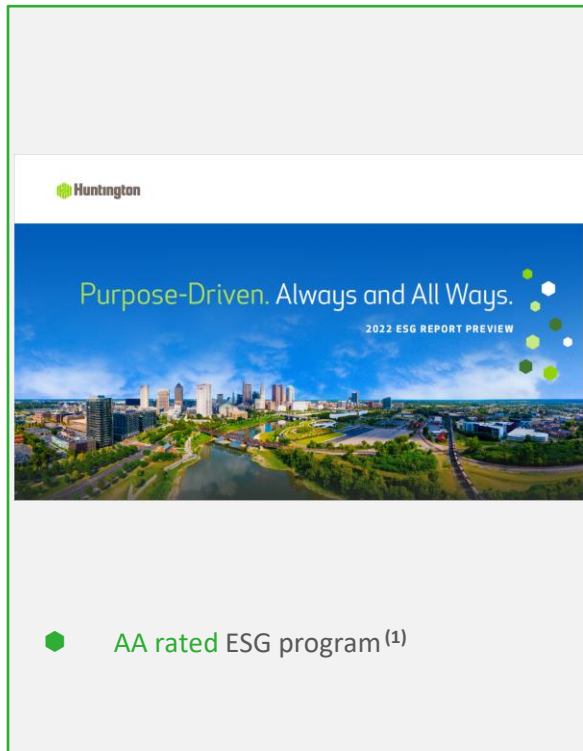 Huntington
Purpose-Driven. Always and All Ways.
2022 ESG REPORT PREVIEW
AA rated ESG program (1)